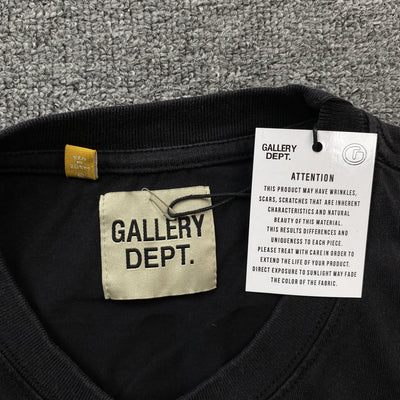 GALLERY
DEPT.
GALLERY
DEPT.
ATTENTION
THIS PRODUCT MAY HAVE WRINKLES,
SCARS, SCRATCHES THAT ARE INHERENT
CHARACTERISTICS AND NATURAL
BEAUTY OF THIS MATERIAL.
THIS RESULTS DIFFERENCES AND
UNIQUENESS TO EACH PIECE.
PLEASE TREAT WITH CARE IN ORDER TO
EXTEND THE LIFE OF YOUR PRODUCT.
DIRECT EXPOSURE TO SUNLIGHT MAY FADE
THE COLOR OF THE FABRIC.